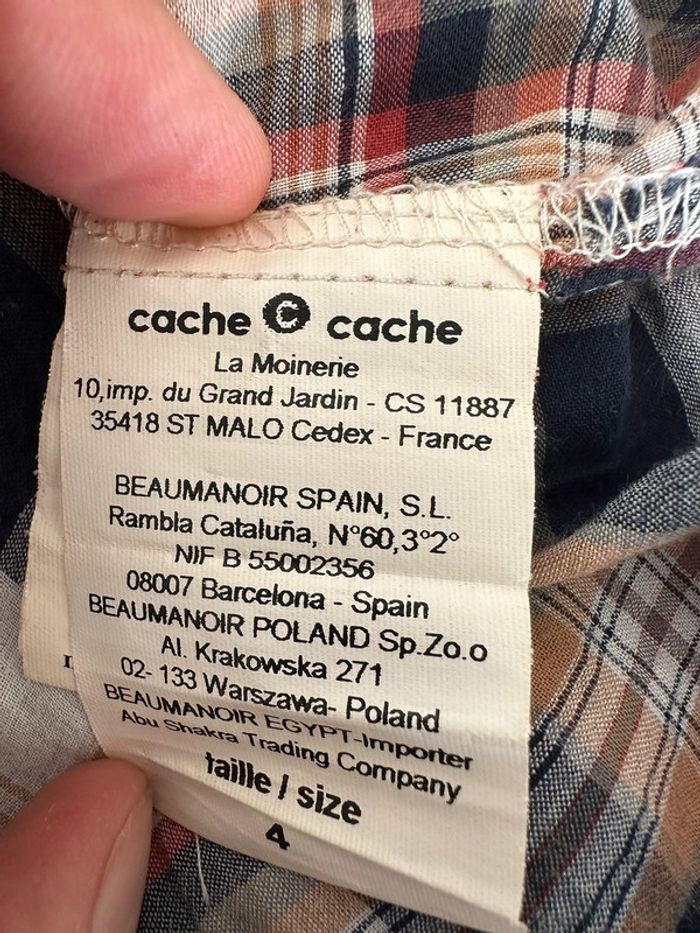 cache C cache
La Moinerie
10,imp. du Grand Jardin - CS 11887
35418 ST MALO Cedex - France
BEAUMANOIR SPAIN, S.L.
Rambla Cataluña, N°60,3°2°
NIF B 55002356
08007 Barcelona - Spain
BEAUMANOIR POLAND Sp.Zo.o
Al. Krakowska 271
02- 133 Warszawa- Poland
BEAUMANOIR EGYPT-Importer
Abu Shakra Trading Company
taille / size
4